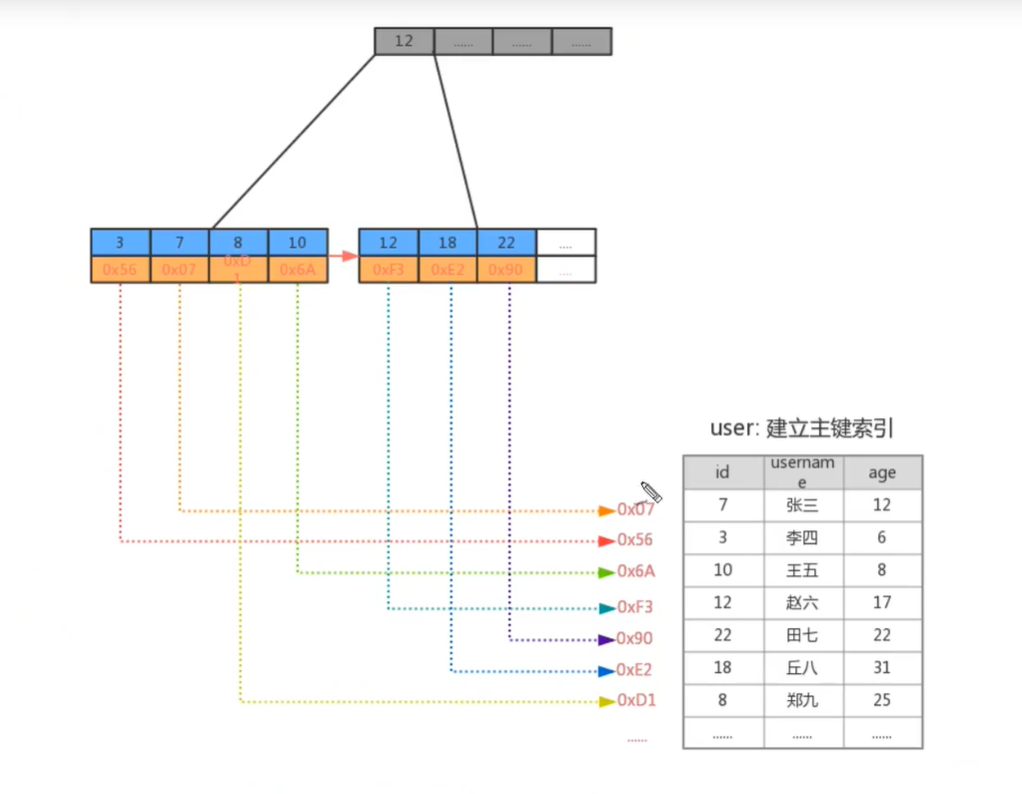 12 ...... ...... ......
3 7 8 10 12 18 22 ....
0x56 0x07 0xD1 0x6A 0xF3 0xE2 0x90 ....
user: 建立主键索引
id username age
0x07 7 张三 12
0x56 3 李四 6
0x6A 10 王五 8
0xF3 12 赵六 17
0x90 22 田七 22
0xE2 18 丘八 31
0xD1 8 郑九 25
...... ...... ...... ......